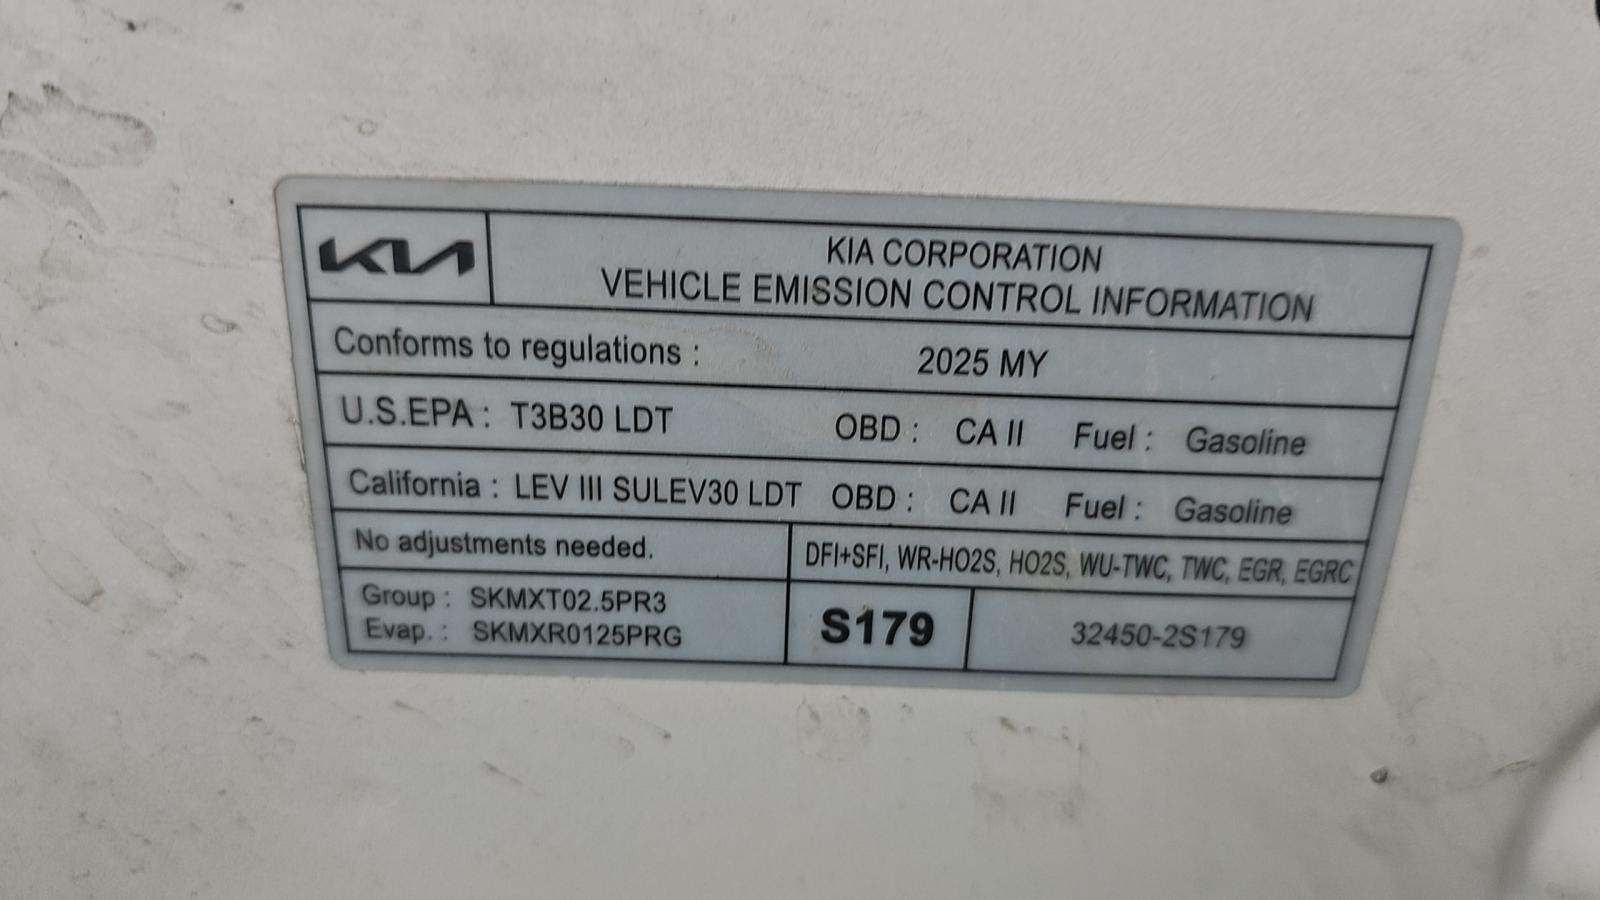 KIA
KIA CORPORATION
VEHICLE EMISSION CONTROL INFORMATION
Conforms to regulations : 2025 MY
U.S.EPA : T3B30 LDT OBD : CA II Fuel : Gasoline
California : LEV III SULEV30 LDT OBD : CA II Fuel : Gasoline
No adjustments needed.
DFI+SFI, WR-HO2S, HO2S, WU-TWC, TWC, EGR, EGRC
Group : SKMXT02.5PR3
Evap. : SKMXR0125PRG
S179
32450-2S179